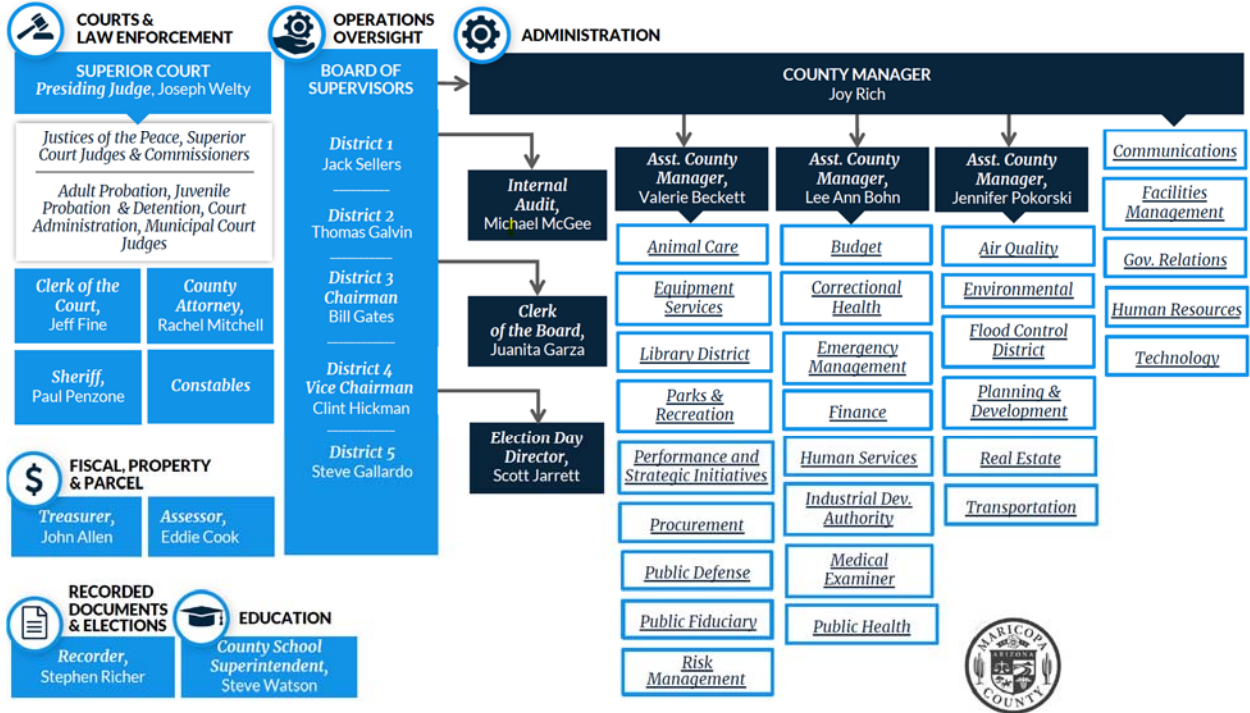 COURTS &
LAW ENFORCEMENT
SUPERIOR COURT
Presiding Judge, Joseph Welty
Justices of the Peace, Superior
Court Judges & Commissioners
Adult Probation, Juvenile
Probation & Detention, Court
Administration, Municipal Court
Judges
Clerk of the
Court,
Jeff Fine
County
Attorney,
Rachel Mitchell
Sheriff,
Paul Penzone
Constables
FISCAL, PROPERTY
& PARCEL
$
Treasurer,
John Allen
Assessor,
Eddie Cook
RECORDED
DOCUMENTS
& ELECTIONS
Recorder,
Stephen Richer
EDUCATION
County School
Superintendent,
Steve Watson
OPERATIONS
OVERSIGHT
BOARD OF
SUPERVISORS
District 1
Jack Sellers
District 2
Thomas Galvin
District 3
Chairman
Bill Gates
District 4
Vice Chairman
Clint Hickman
District 5
Steve Gallardo
ADMINISTRATION
COUNTY MANAGER
Joy Rich
Internal
Audit,
Michael McGee
Clerk
of the Board,
Juanita Garza
Election Day
Director,
Scott Jarrett
Asst. County
Manager,
Valerie Beckett
Animal Care
Equipment
Services
Library District
Parks &
Recreation
Performance and
Strategic Initiatives
Procurement
Public Defense
Public Fiduciary
Risk
Management
Asst. County
Manager,
Lee Ann Bohn
Budget
Correctional
Health
Emergency
Management
Finance
Human Services
Industrial Dev.
Authority
Medical
Examiner
Public Health
Asst. County
Manager,
Jennifer Pokorski
Air Quality
Environmental
Flood Control
District
Planning &
Development
Real Estate
Transportation
Communications
Facilities
Management
Gov. Relations
Human Resources
Technology
MARICOPA
ARIZONA
COUNTY